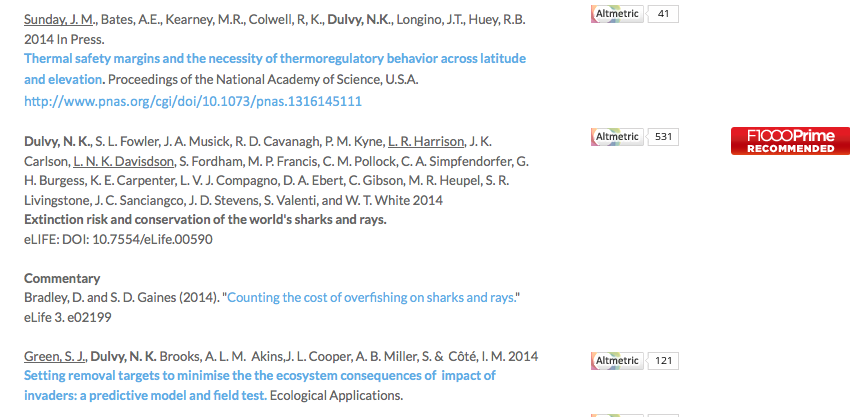 Sunday, J. M., Bates, A.E., Kearney, M.R., Colwell, R, K., Dulvy, N.K., Longino, J.T., Huey, R.B.
2014 In Press.
Thermal safety margins and the necessity of thermoregulatory behavior across latitude
and elevation. Proceedings of the National Academy of Science, U.S.A.
http://www.pnas.org/cgi/doi/10.1073/pnas.1316145111
Altmetric 41
Dulvy, N. K., S. L. Fowler, J. A. Musick, R. D. Cavanagh, P. M. Kyne, L. R. Harrison, J. K.
Carlson, L. N. K. Davisdson, S. Fordham, M. P. Francis, C. M. Pollock, C. A. Simpfendorfer, G.
H. Burgess, K. E. Carpenter, L. V. J. Compagno, D. A. Ebert, C. Gibson, M. R. Heupel, S. R.
Livingstone, J. C. Sanciangco, J. D. Stevens, S. Valenti, and W. T. White 2014
Extinction risk and conservation of the world's sharks and rays.
eLIFE: DOI: 10.7554/eLife.00590
Altmetric 531
F1000Prime
RECOMMENDED
Commentary
Bradley, D. and S. D. Gaines (2014). "Counting the cost of overfishing on sharks and rays."
eLife 3. e02199
Green, S. J., Dulvy, N. K. Brooks, A. L. M. Akins,J. L. Cooper, A. B. Miller, S. & Côté, I. M. 2014
Setting removal targets to minimise the the ecosystem consequences of impact of
invaders: a predictive model and field test. Ecological Applications.
Altmetric 121